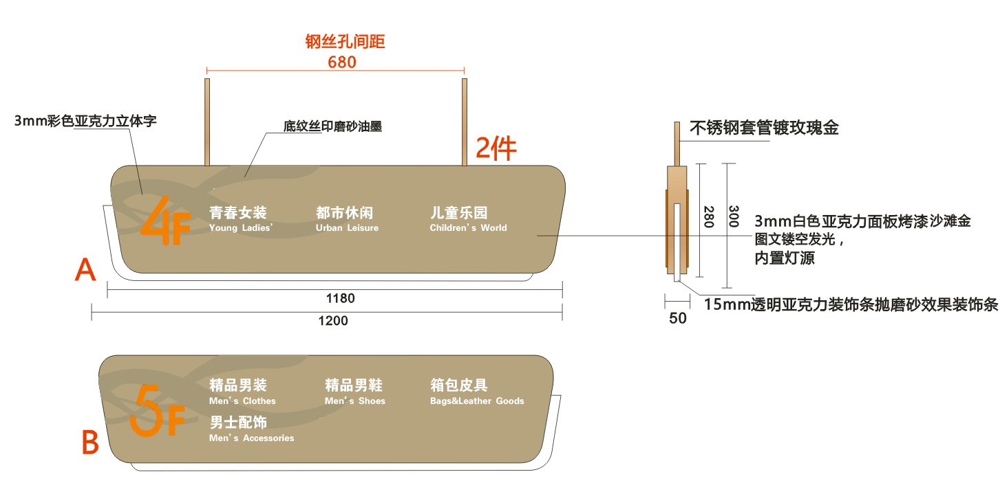 钢丝孔间距
680
3mm彩色亚克力立体字
底纹丝印磨砂油墨
2件
4F
青春女装
Young Ladies’
都市休闲
Urban Leisure
儿童乐园
Children’s World
A
1180
1200
不锈钢套管镀玫瑰金
280
300
3mm白色亚克力面板烤漆沙滩金
图文镂空发光，
内置灯源
15mm透明亚克力装饰条抛磨砂效果装饰条
50
5F
精品男装
Men’s Clothes
精品男鞋
Men’s Shoes
箱包皮具
Bags&Leather Goods
男士配饰
Men’s Accessories
B